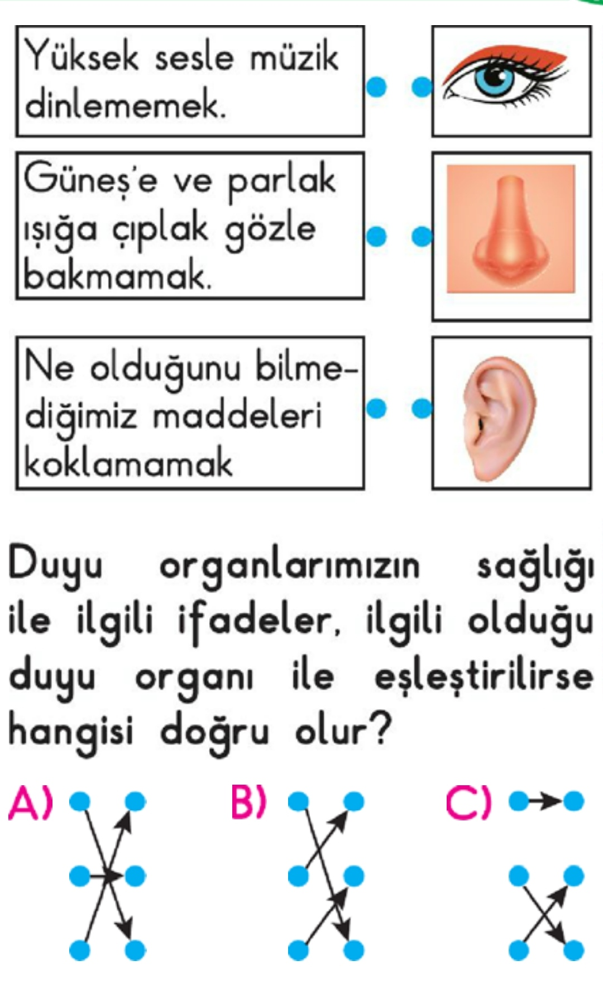 Yüksek sesle müzik
dinlememek.
Güneş'e ve parlak
ışığa çıplak gözle
bakmamak.
Ne olduğunu bilme-
diğimiz maddeleri
koklamamak
Duyu organlarımızın sağlığı
ile ilgili ifadeler, ilgili olduğu
duyu organı ile eşleştirilirse
hangisi doğru olur?
A) B) C)